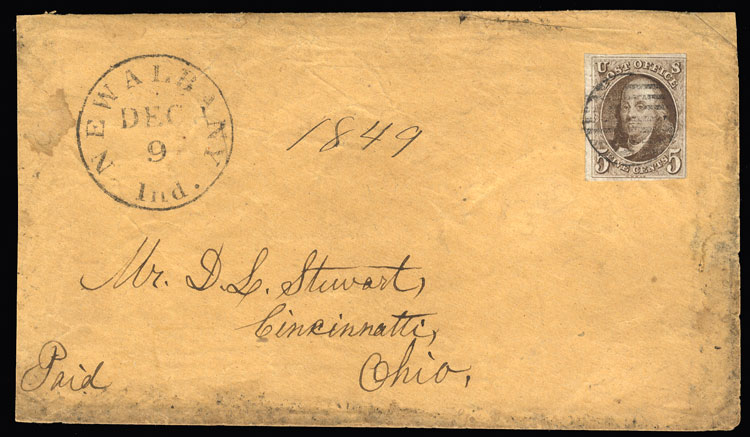 NEW ALBANY
DEC
9
Ind.
1849
U S
POST OFFICE
5 FIVE CENTS 5
Mr. D. L. Stewart,
Cincinnatti,
Ohio.
Paid